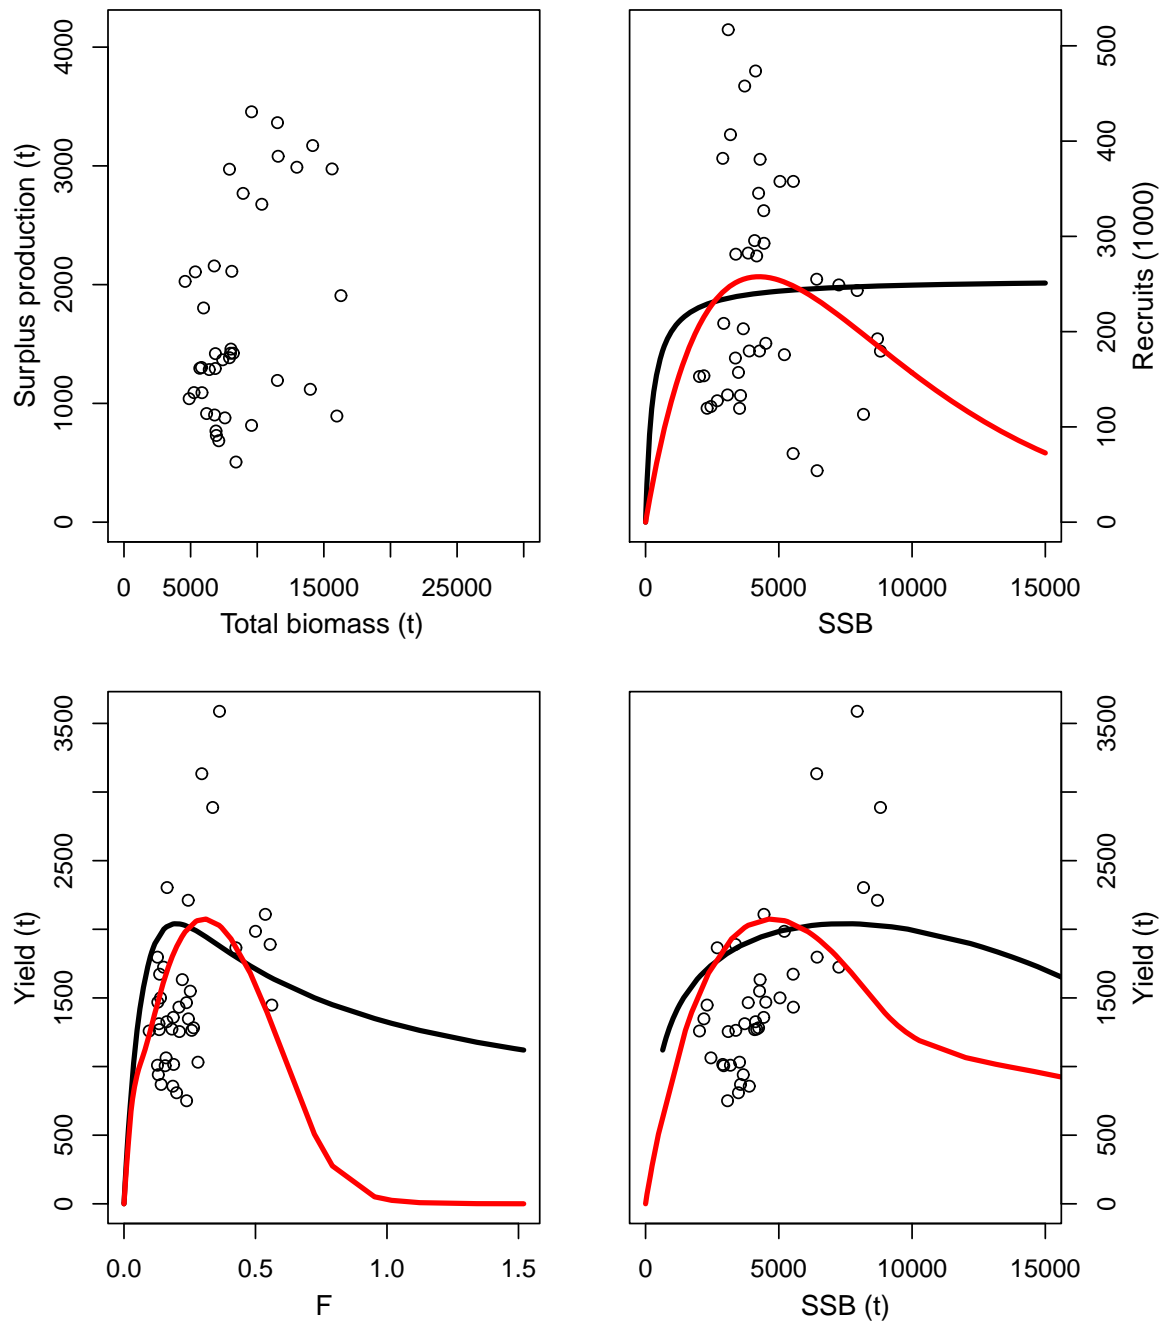 Surplus production (t)
0 1000 2000 3000 4000
0 5000 15000 25000
Total biomass (t)
Recruits (1000)
0 100 200 300 400 500
0 5000 10000 15000
SSB
Yield (t)
0 500 1500 2500 3500
0.0 0.5 1.0 1.5
F
Yield (t)
0 500 1500 2500 3500
0 5000 10000 15000
SSB (t)